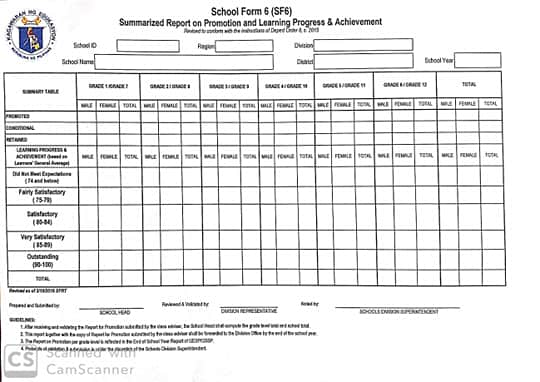 KAGAWARAN NG EDUKASYON
School Form 6 (SF6)
Summarized Report on Promotion and Learning Progress & Achievement
Revised to conform with the instructions of Deped Order 8, s. 2015
School ID Region Division
School Name District School Year
SUMMARY TABLE GRADE 1/GRADE 7 GRADE 2 / GRADE 8 GRADE 3 / GRADE 9 GRADE 4 / GRADE 10 GRADE 5 / GRADE 11 GRADE 6 / GRADE 12 TOTAL
MALE FEMALE TOTAL MALE FEMALE TOTAL MALE FEMALE TOTAL MALE FEMALE TOTAL MALE FEMALE TOTAL MALE FEMALE TOTAL MALE FEMALE TOTAL
PROMOTED
CONDITIONAL
RETAINED
LEARNING PROGRESS &
ACHIEVEMENT (based on
Learners' General Average)
MALE FEMALE TOTAL MALE FEMALE TOTAL MALE FEMALE TOTAL MALE FEMALE TOTAL MALE FEMALE TOTAL MALE FEMALE TOTAL MALE FEMALE TOTAL
Did Not Meet Expectations
(74 and below)
Fairly Satisfactory
(75-79)
Satisfactory
(80-84)
Very Satisfactory
(85-89)
Outstanding
(90-100)
TOTAL
Prepared and Submitted by: Reviewed & Validated by: Noted by:
SCHOOL HEAD DIVISION REPRESENTATIVE SCHOOLS DIVISION SUPERINTENDENT
GUIDELINES:
1. After receiving and validating the Report for Promotion submitted by the class adviser, the School Head shall compute the grade level total and school total.
2. This report together with the copy of Report for Promotion submitted by the class adviser shall be forwarded to the Division Office by the end of the school year.
3. The Report on Promotion per grade level is reflected in the End of School Year Report of GESP/GSSP.
4. Protocols of validation & submission is under the discretion of the Schools Division Superintendent.
CS Scanned with
CamScanner